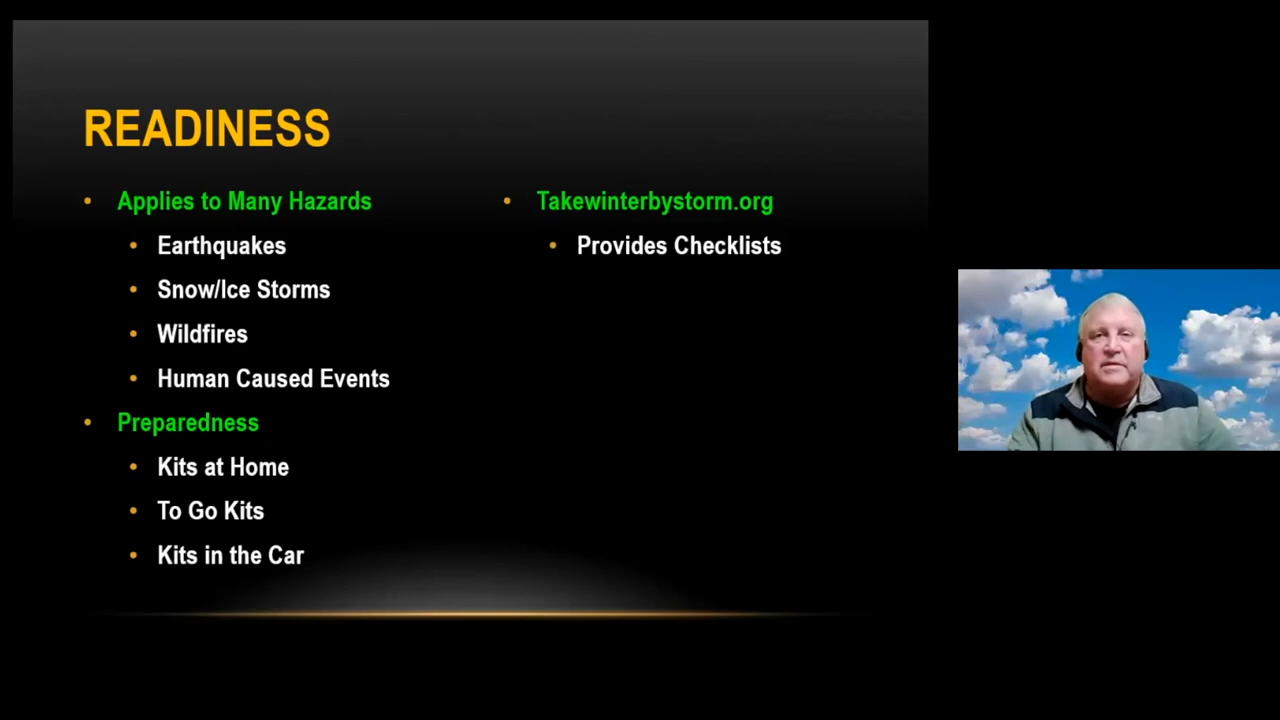 READINESS
Applies to Many Hazards
Earthquakes
Snow/Ice Storms
Wildfires
Human Caused Events
Preparedness
Kits at Home
To Go Kits
Kits in the Car
Takewinterbystorm.org
Provides Checklists